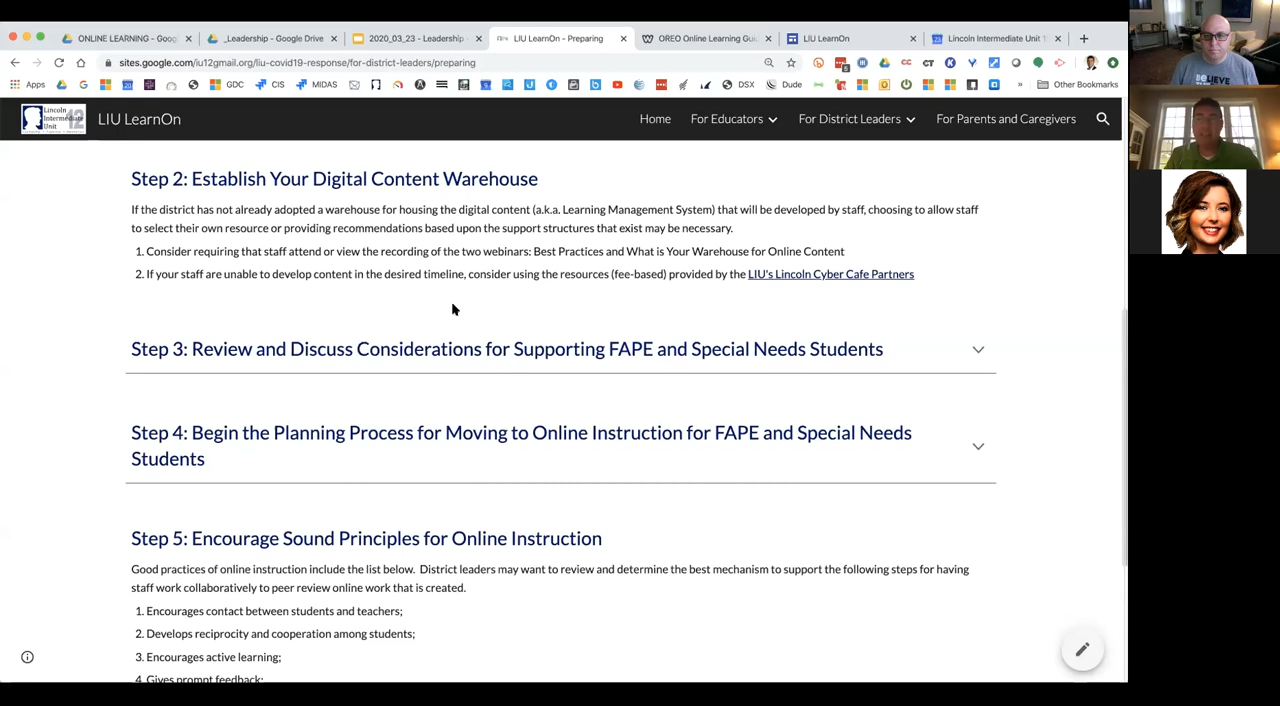 ONLINE LEARNING - Goog
_Leadership - Google Drive
2020_03_23 - Leadership -
LIU LearnOn - Preparing
OREO Online Learning Gui
LIU LearnOn
Lincoln Intermediate Unit 1
sites.google.com/iu12gmail.org/liu-covid19-response/for-district-leaders/preparing
Apps
GDC
CIS
MIDAS
DSX
Dude
Other Bookmarks
Lincoln
Intermediate
Unit 12
LIU LearnOn
Home
For Educators
For District Leaders
For Parents and Caregivers
Step 2: Establish Your Digital Content Warehouse
If the district has not already adopted a warehouse for housing the digital content (a.k.a. Learning Management System) that will be developed by staff, choosing to allow staff
to select their own resource or providing recommendations based upon the support structures that exist may be necessary.
1. Consider requiring that staff attend or view the recording of the two webinars: Best Practices and What is Your Warehouse for Online Content
2. If your staff are unable to develop content in the desired timeline, consider using the resources (fee-based) provided by the LIU's Lincoln Cyber Cafe Partners
Step 3: Review and Discuss Considerations for Supporting FAPE and Special Needs Students
Step 4: Begin the Planning Process for Moving to Online Instruction for FAPE and Special Needs
Students
Step 5: Encourage Sound Principles for Online Instruction
Good practices of online instruction include the list below. District leaders may want to review and determine the best mechanism to support the following steps for having
staff work collaboratively to peer review online work that is created.
1. Encourages contact between students and teachers;
2. Develops reciprocity and cooperation among students;
3. Encourages active learning;
4. Gives prompt feedback;
BELIEVE